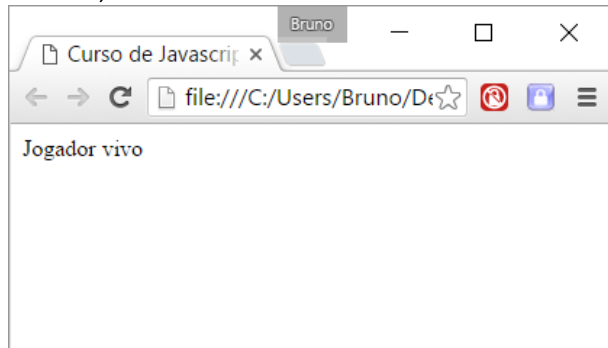 Bruno
Curso de Javascrip
file:///C:/Users/Bruno/De
Jogador vivo